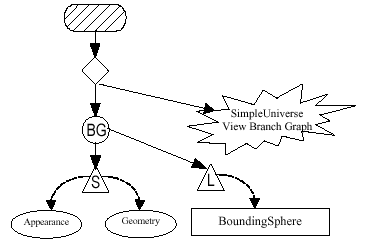 SimpleUniverse
View Branch Graph
BG
S
L
Appearance
Geometry
BoundingSphere